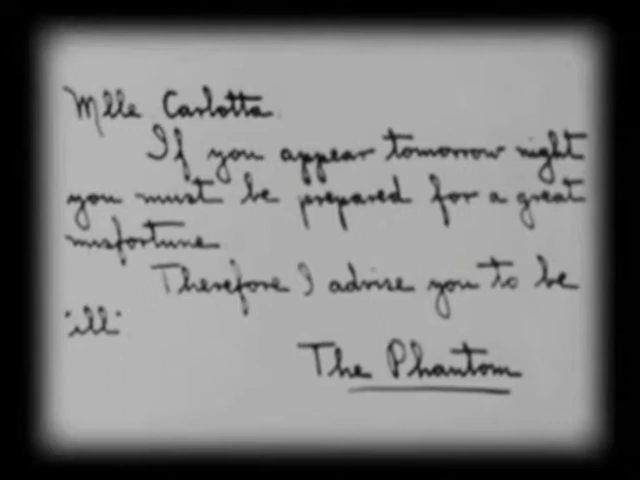 Mlle Carlotta.
If you appear tomorrow night
you must be prepared for a great
misfortune.
Therefore I advise you to be
"ill"
The Phantom